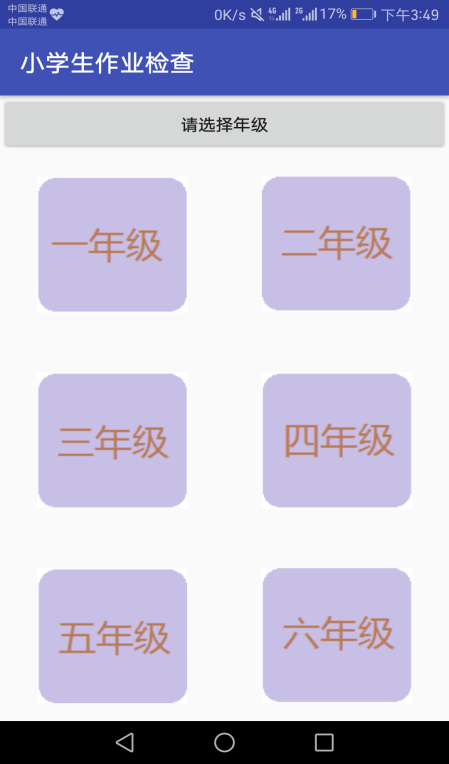 中国联通
中国联通
0K/s 4G 2G 17% 下午3:49
小学生作业检查
请选择年级
一年级 二年级
三年级 四年级
五年级 六年级